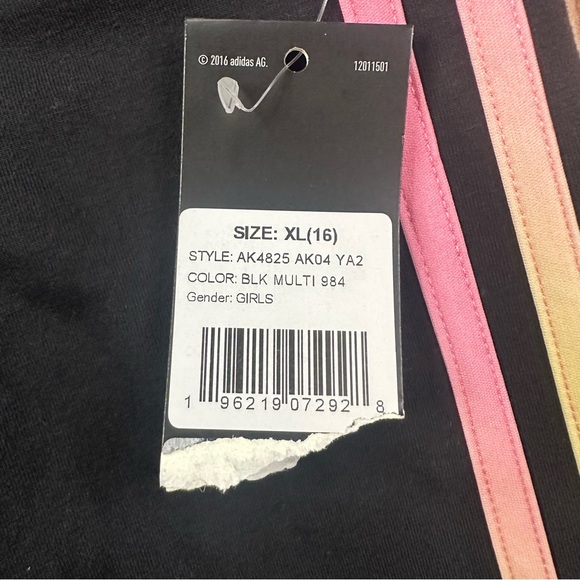 © 2016 adidas AG. 12011501
SIZE: XL(16)
STYLE: AK4825 AK04 YA2
COLOR: BLK MULTI 984
Gender: GIRLS
1 96219 07292 8